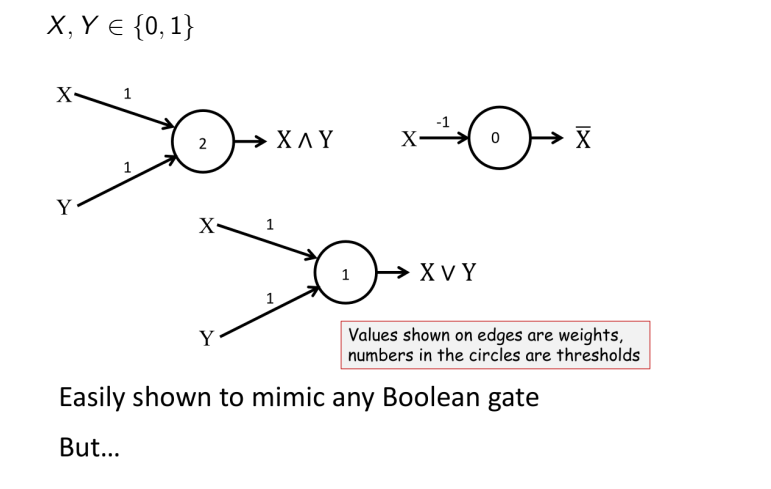 X, Y ∈ {0, 1}
X 1
2 X ∧ Y
1
Y
X -1 0 X̅
X 1
1 X ∨ Y
1
Y
Values shown on edges are weights,
numbers in the circles are thresholds
Easily shown to mimic any Boolean gate
But...